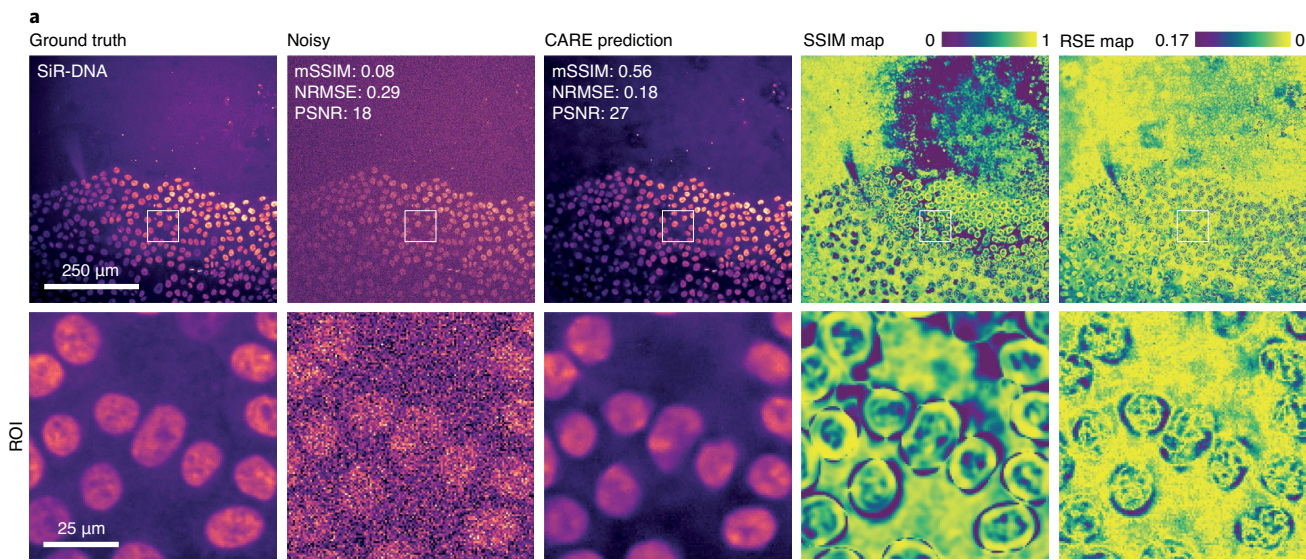 a
Ground truth
Noisy
CARE prediction
SSIM map
0
1
RSE map
0.17
0
SiR-DNA
mSSIM: 0.08
NRMSE: 0.29
PSNR: 18
mSSIM: 0.56
NRMSE: 0.18
PSNR: 27
250 µm
ROI
25 µm